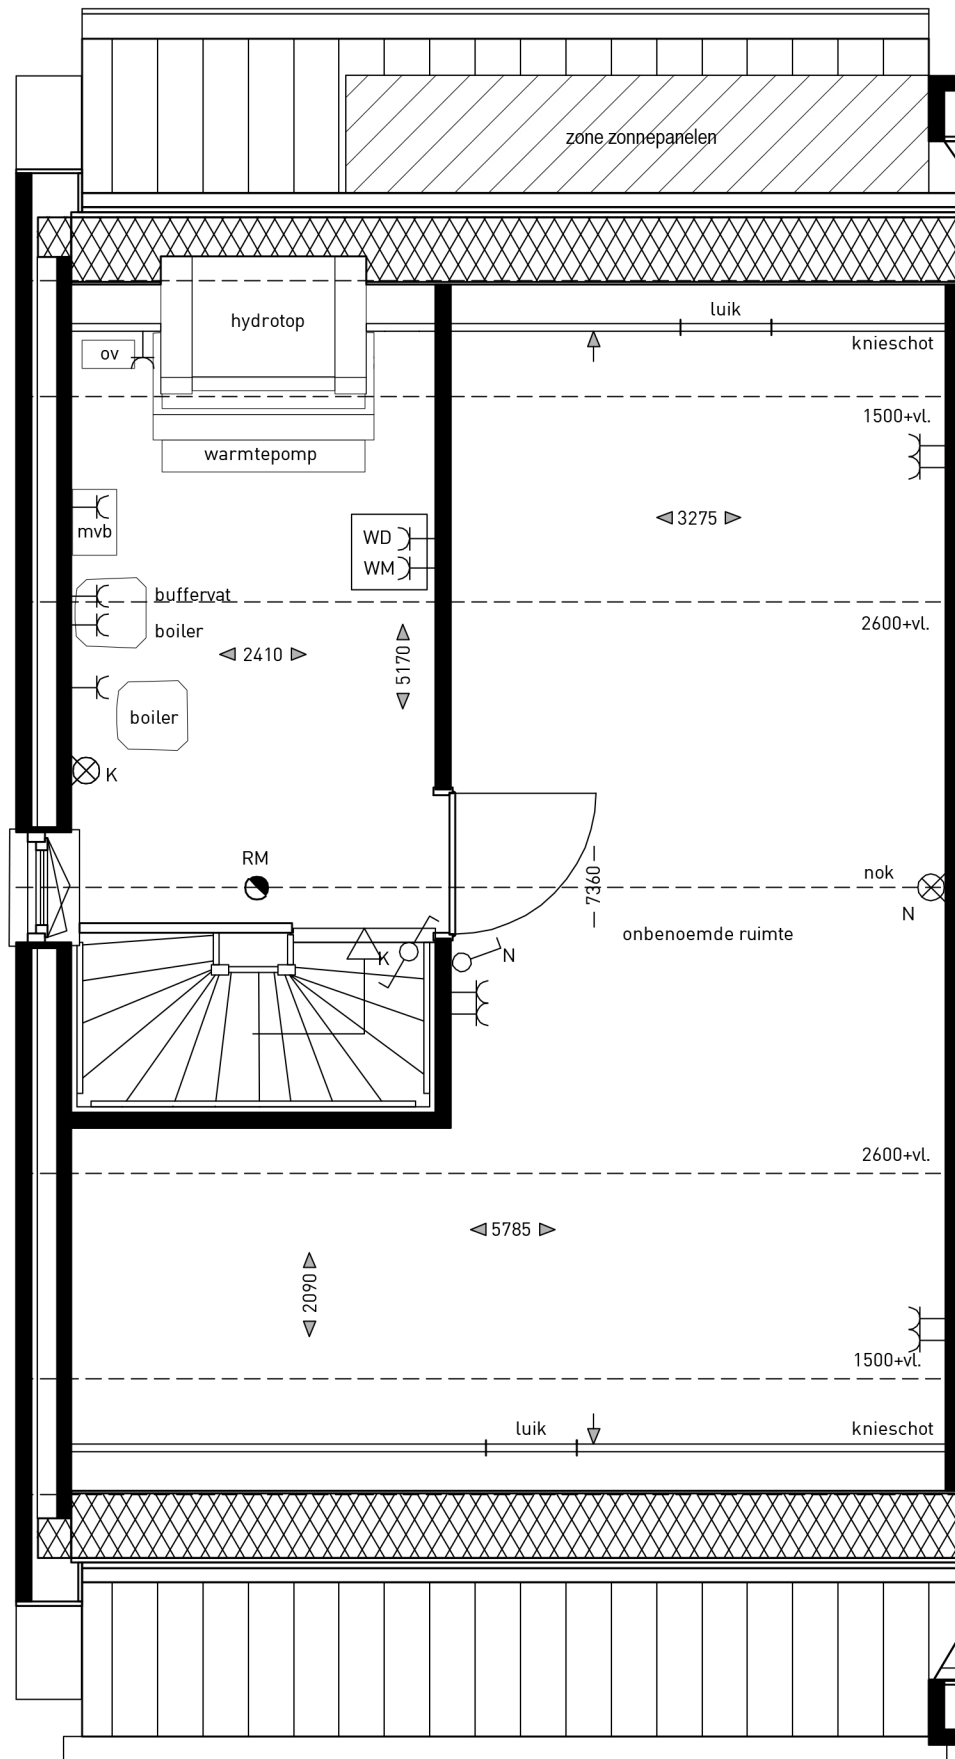 zone zonnepanelen
luik
hydrotop
knieschot
ov
1500+vl.
warmtepomp
3275
mvb
WD
WM
buffervat
2600+vl.
boiler
2410
5170
boiler
K
RM
nok
7360
N
onbenoemde ruimte
K
N
2600+vl.
5785
2090
1500+vl.
luik
knieschot